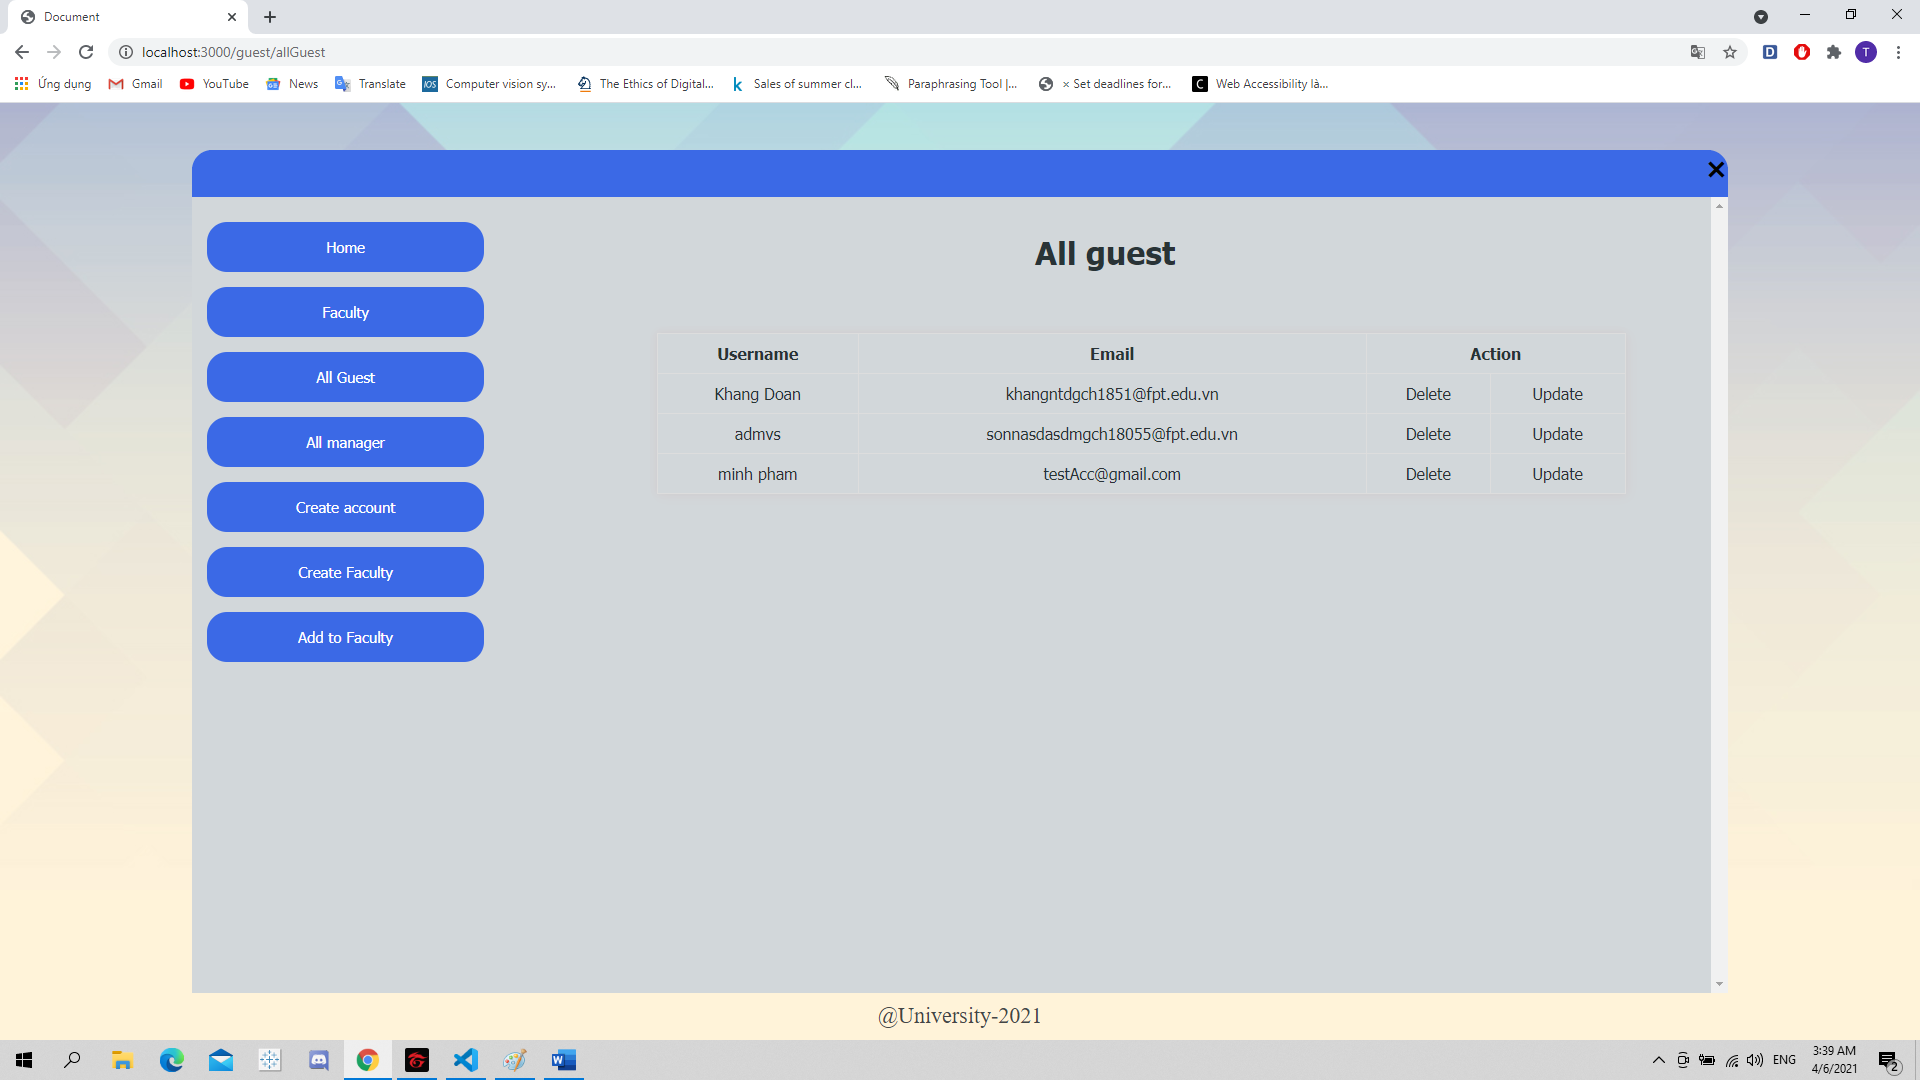 Document
localhost:3000/guest/allGuest
T
Ứng dụng Gmail YouTube News Translate Computer vision sy... The Ethics of Digital... Sales of summer cl... Paraphrasing Tool |... × Set deadlines for... Web Accessibility là...
Home
Faculty
All Guest
All manager
Create account
Create Faculty
Add to Faculty
All guest
Username Email Action
Khang Doan khangntdgch1851@fpt.edu.vn Delete Update
admvs sonnasdasdmgch18055@fpt.edu.vn Delete Update
minh pham testAcc@gmail.com Delete Update
@University-2021
ENG
3:39 AM
4/6/2021
2